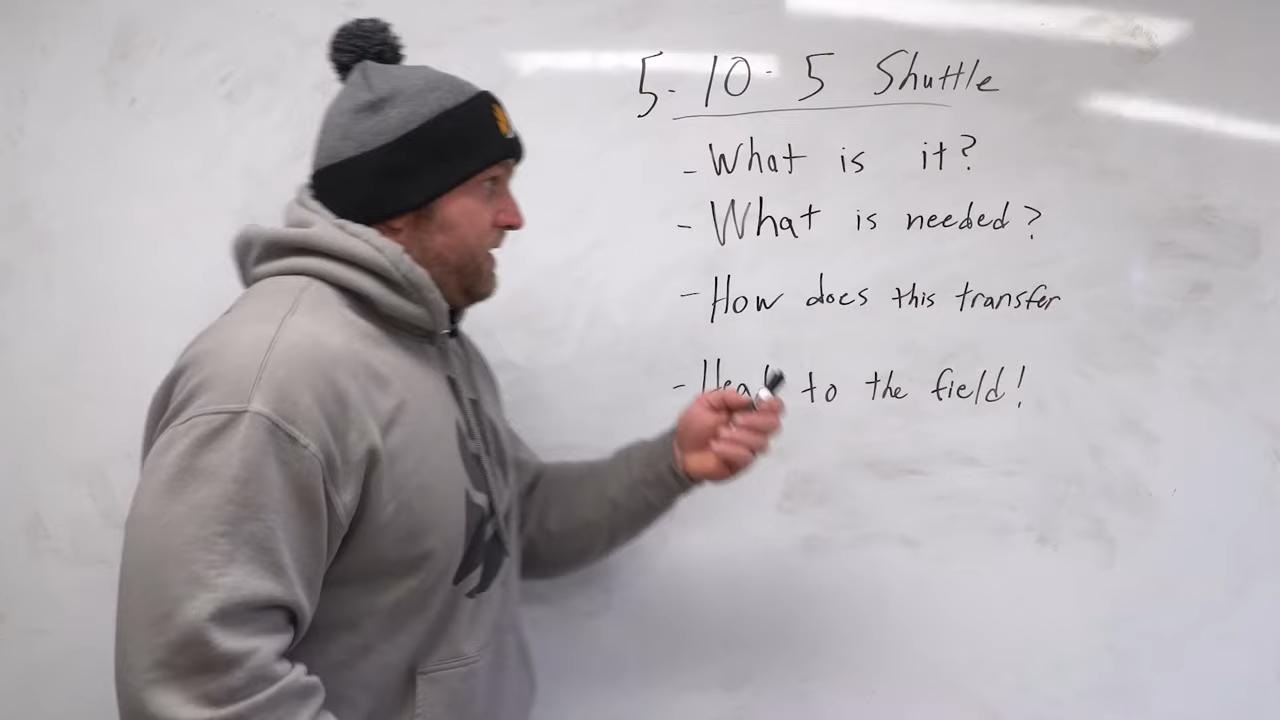 5-10-5 Shuttle
- What is it?
- What is needed?
- How does this transfer
- to the field!